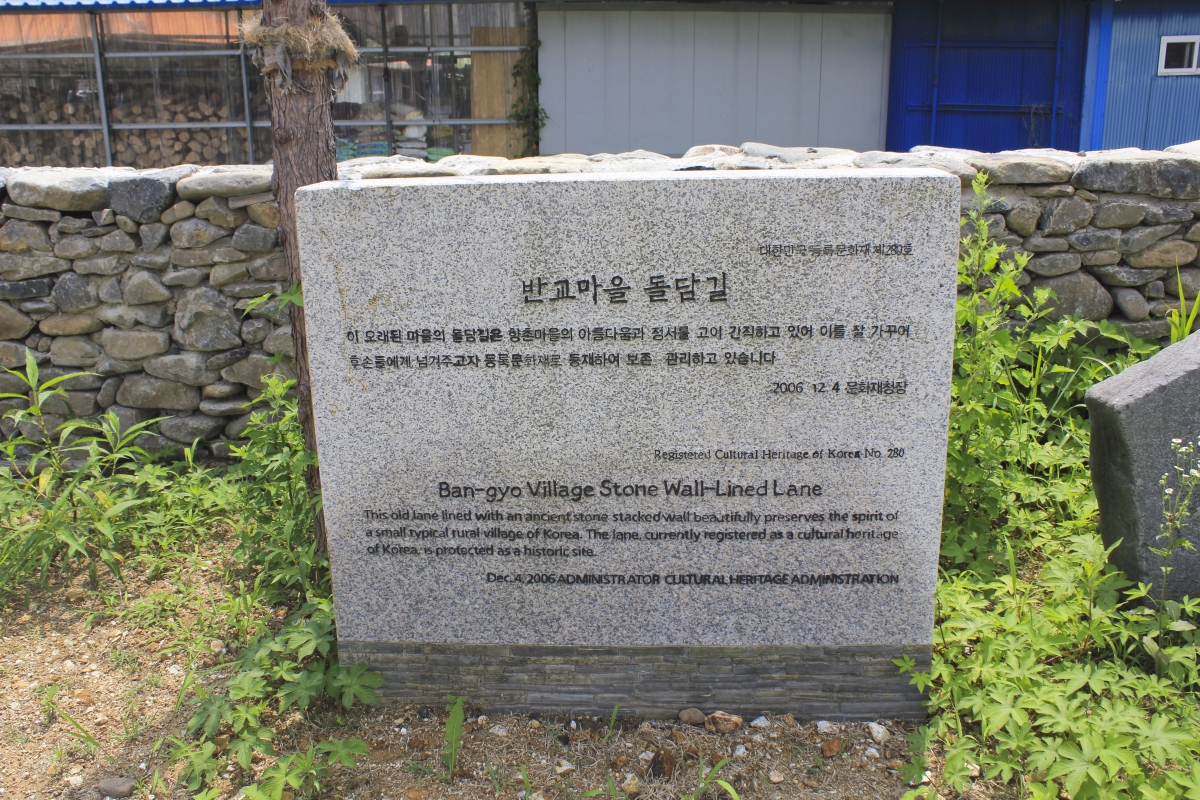 대한민국 등록문화재 제280호
반교마을 돌담길
이 오래된 마을의 돌담길은 향촌마을의 아름다움과 정서를 고이 간직하고 있어 이를 잘 가꾸어
후손들에게 넘겨주고자 등록문화재로 등재하여 보존 관리하고 있습니다
2006 12 4 문화재청장
Registeted Cultural Heritage of Korea No. 280
Ban-gyo Village Stone Wall-Lined Lane
This old lane lined with an ancient stone stacked wall beautifully preserves the spirit of
a small typical rural village of Korea. The lane, currently registered as a cultural heritage
of Korea, is protected as a historic site.
Dec. 4, 2006 ADMINISTRATOR CULTURAL HERITAGE ADMINISTRATION